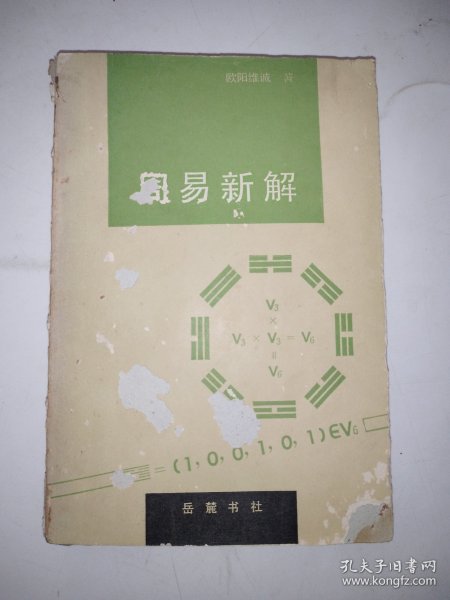 欧阳维诚 著
周易新解
V₃
×
V₃ × V₃ = V₆
=
V₆
= (1, 0, 0, 1, 0, 1) ∈ V₆
岳麓书社
孔夫子旧书网
www.kongfz.com